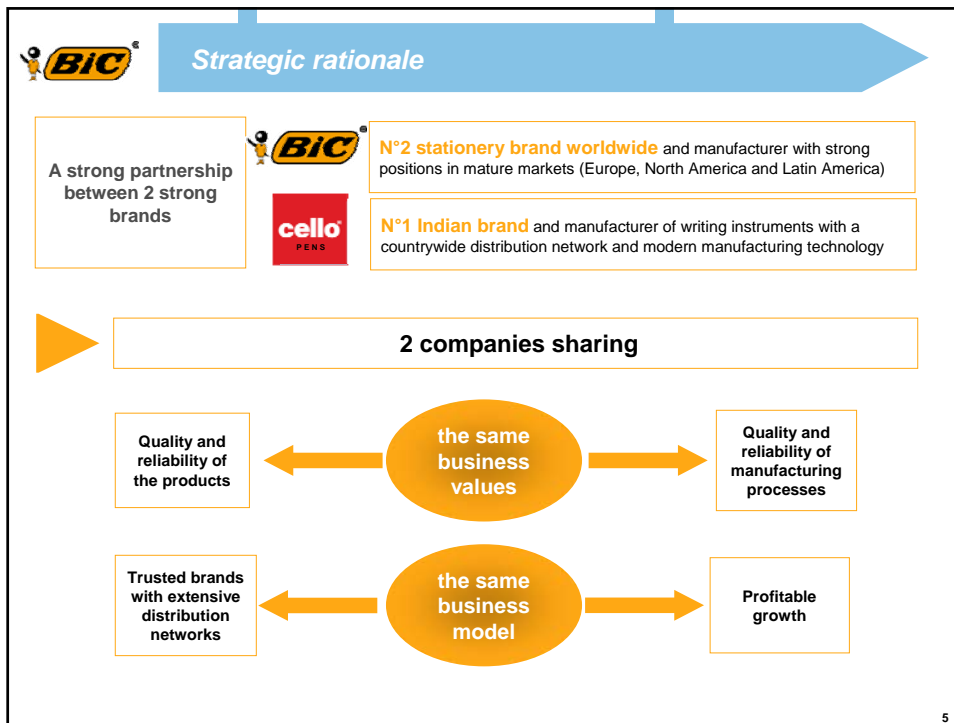 BiC®
Strategic rationale
A strong partnership
between 2 strong
brands
BiC®
N°2 stationery brand worldwide and manufacturer with strong
positions in mature markets (Europe, North America and Latin America)
cello®
PENS
N°1 Indian brand and manufacturer of writing instruments with a
countrywide distribution network and modern manufacturing technology
2 companies sharing
Quality and
reliability of
the products
the same
business
values
Quality and
reliability of
manufacturing
processes
Trusted brands
with extensive
distribution
networks
the same
business
model
Profitable
growth
5